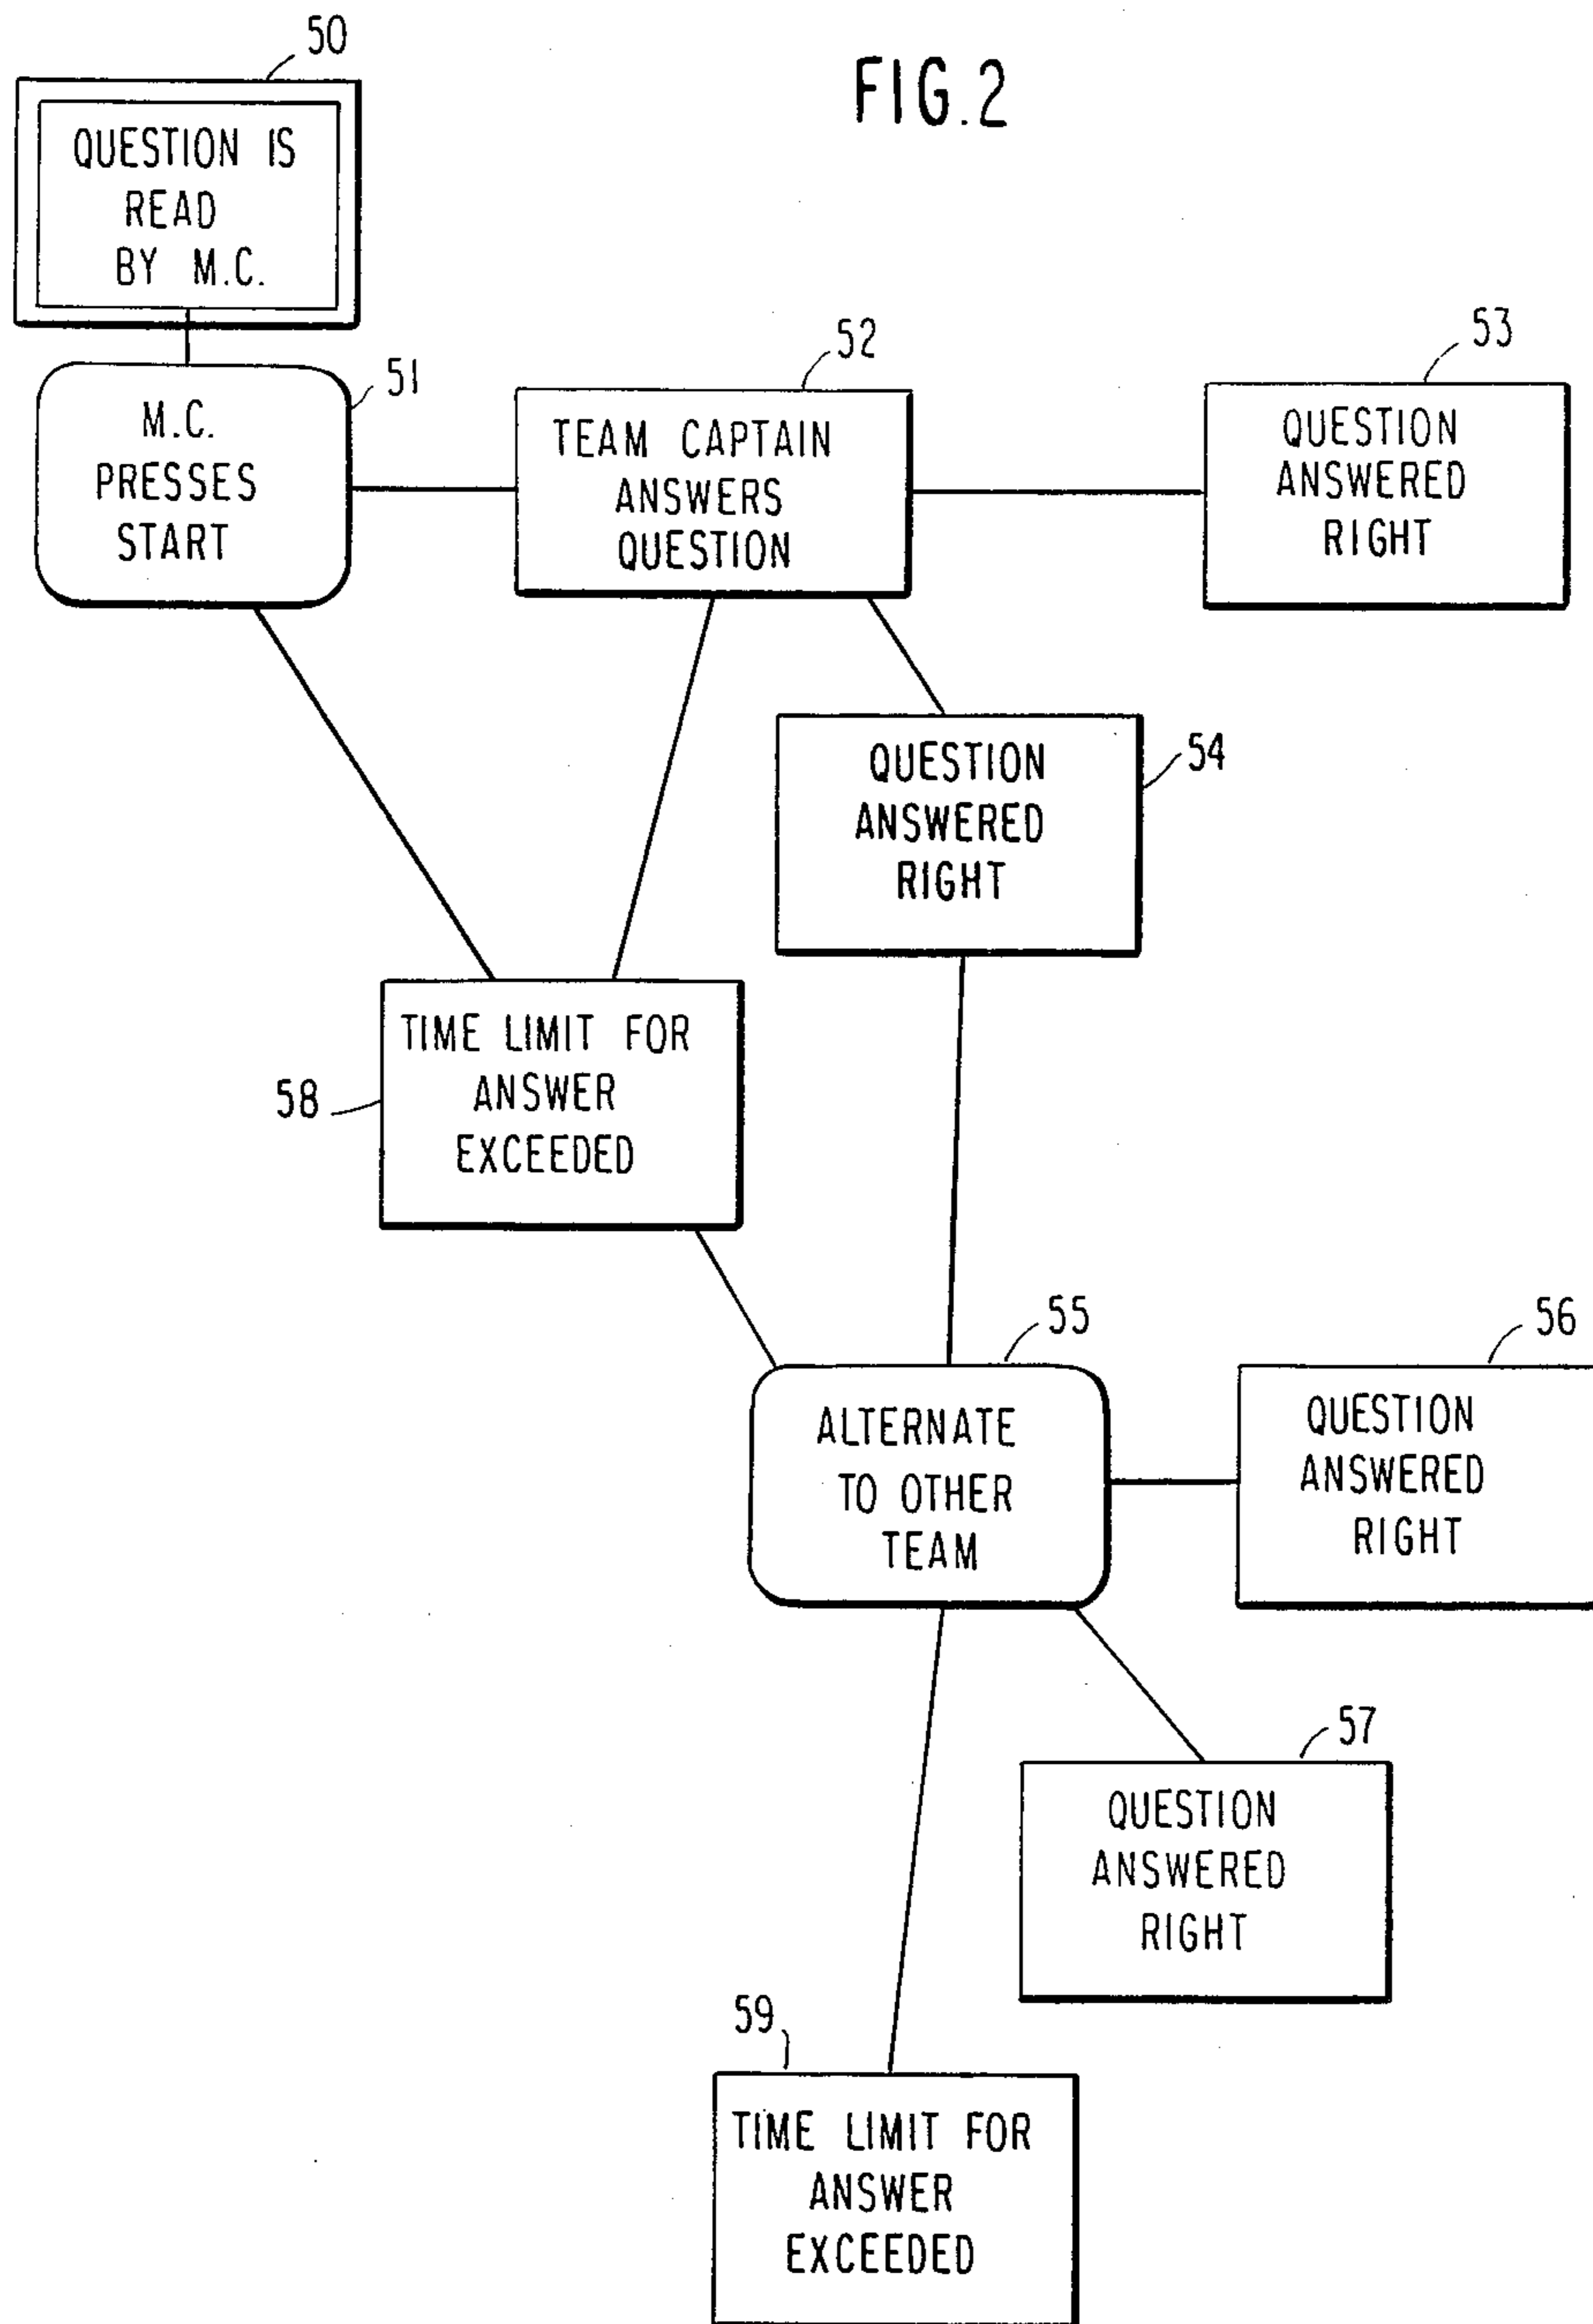 50
FIG.2
QUESTION IS
READ
BY M.C.
51
M.C.
PRESSES
START
52
TEAM CAPTAIN
ANSWERS
QUESTION
53
QUESTION
ANSWERED
RIGHT
54
QUESTION
ANSWERED
RIGHT
58
TIME LIMIT FOR
ANSWER
EXCEEDED
55
ALTERNATE
TO OTHER
TEAM
56
QUESTION
ANSWERED
RIGHT
57
QUESTION
ANSWERED
RIGHT
59
TIME LIMIT FOR
ANSWER
EXCEEDED